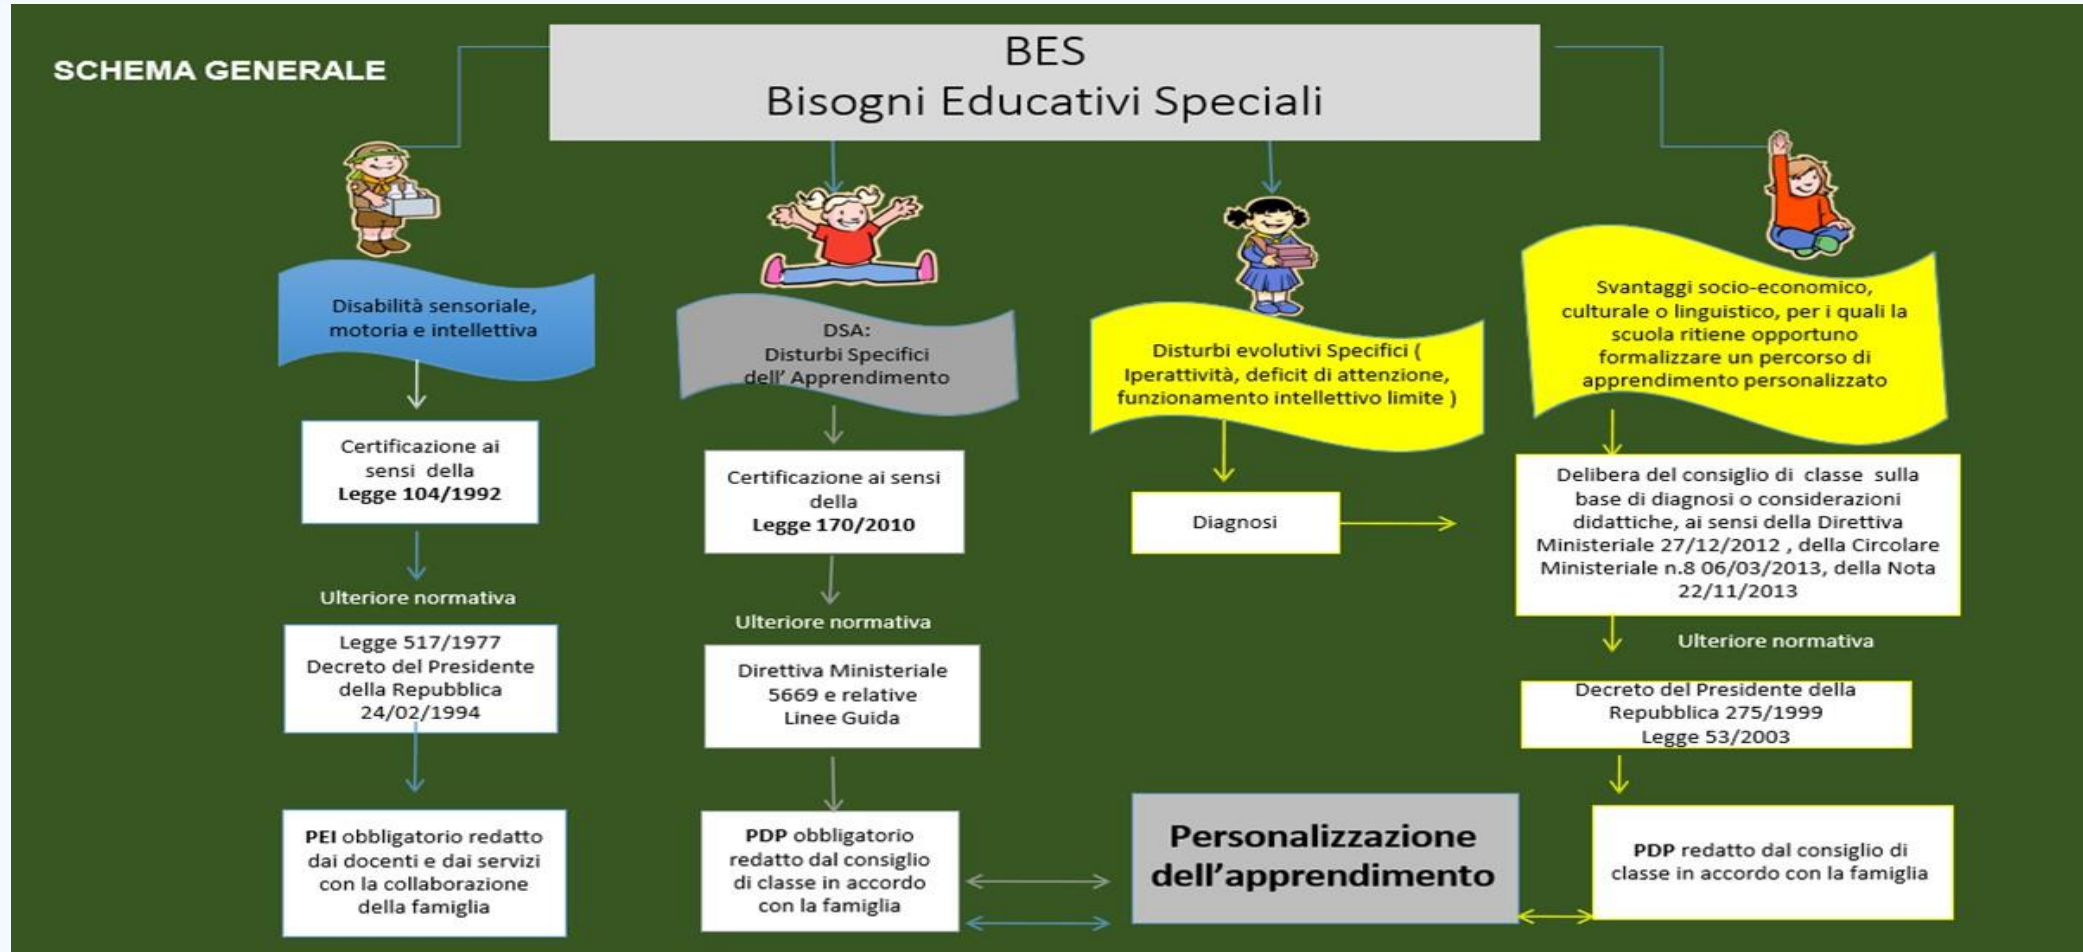 SCHEMA GENERALE
BES
Bisogni Educativi Speciali
Disabilità sensoriale,
motoria e intellettiva
Certificazione ai
sensi della
Legge 104/1992
Ulteriore normativa
Legge 517/1977
Decreto del Presidente
della Repubblica
24/02/1994
PEI obbligatorio redatto
dai docenti e dai servizi
con la collaborazione
della famiglia
DSA:
Disturbi Specifici
dell’ Apprendimento
Certificazione ai sensi
della
Legge 170/2010
Ulteriore normativa
Direttiva Ministeriale
5669 e relative
Linee Guida
PDP obbligatorio
redatto dal consiglio
di classe in accordo
con la famiglia
Disturbi evolutivi Specifici (
Iperattività, deficit di attenzione,
funzionamento intellettivo limite )
Diagnosi
Personalizzazione
dell’apprendimento
Svantaggi socio-economico,
culturale o linguistico, per i quali la
scuola ritiene opportuno
formalizzare un percorso di
apprendimento personalizzato
Delibera del consiglio di classe sulla
base di diagnosi o considerazioni
didattiche, ai sensi della Direttiva
Ministeriale 27/12/2012 , della Circolare
Ministeriale n.8 06/03/2013, della Nota
22/11/2013
Ulteriore normativa
Decreto del Presidente della
Repubblica 275/1999
Legge 53/2003
PDP redatto dal consiglio di
classe in accordo con la famiglia